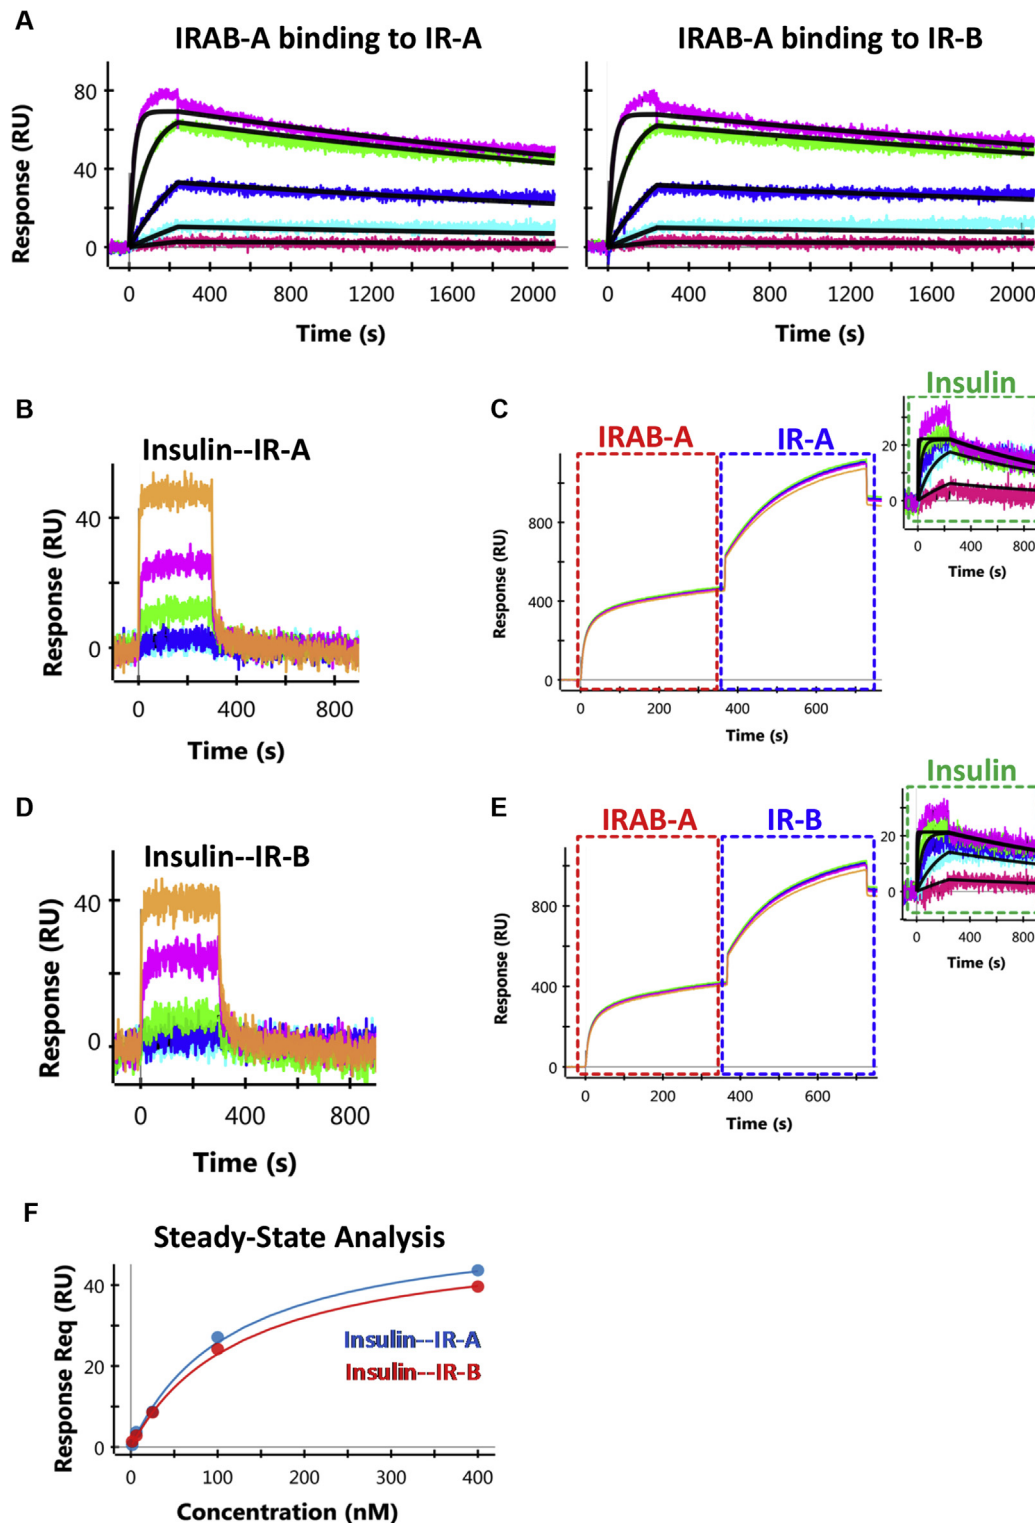 A
IRAB-A binding to IR-A
IRAB-A binding to IR-B
Response (RU)
80
40
0
0 400 800 1200 1600 2000
0 400 800 1200 1600 2000
Time (s)
Time (s)
B
Insulin--IR-A
Response (RU)
40
0
0 400 800
Time (s)
C
IRAB-A
IR-A
Response (RU)
800
400
0
0 200 400 600
Time (s)
Insulin
20
0
0 400 800
Time (s)
D
Insulin--IR-B
Response (RU)
40
0
0 400 800
Time (s)
E
IRAB-A
IR-B
Response (RU)
800
400
0
0 200 400 600
Time (s)
Insulin
20
0
0 400 800
Time (s)
F
Steady-State Analysis
Response Req (RU)
40
20
0
Insulin--IR-A
Insulin--IR-B
0 100 200 300 400
Concentration (nM)